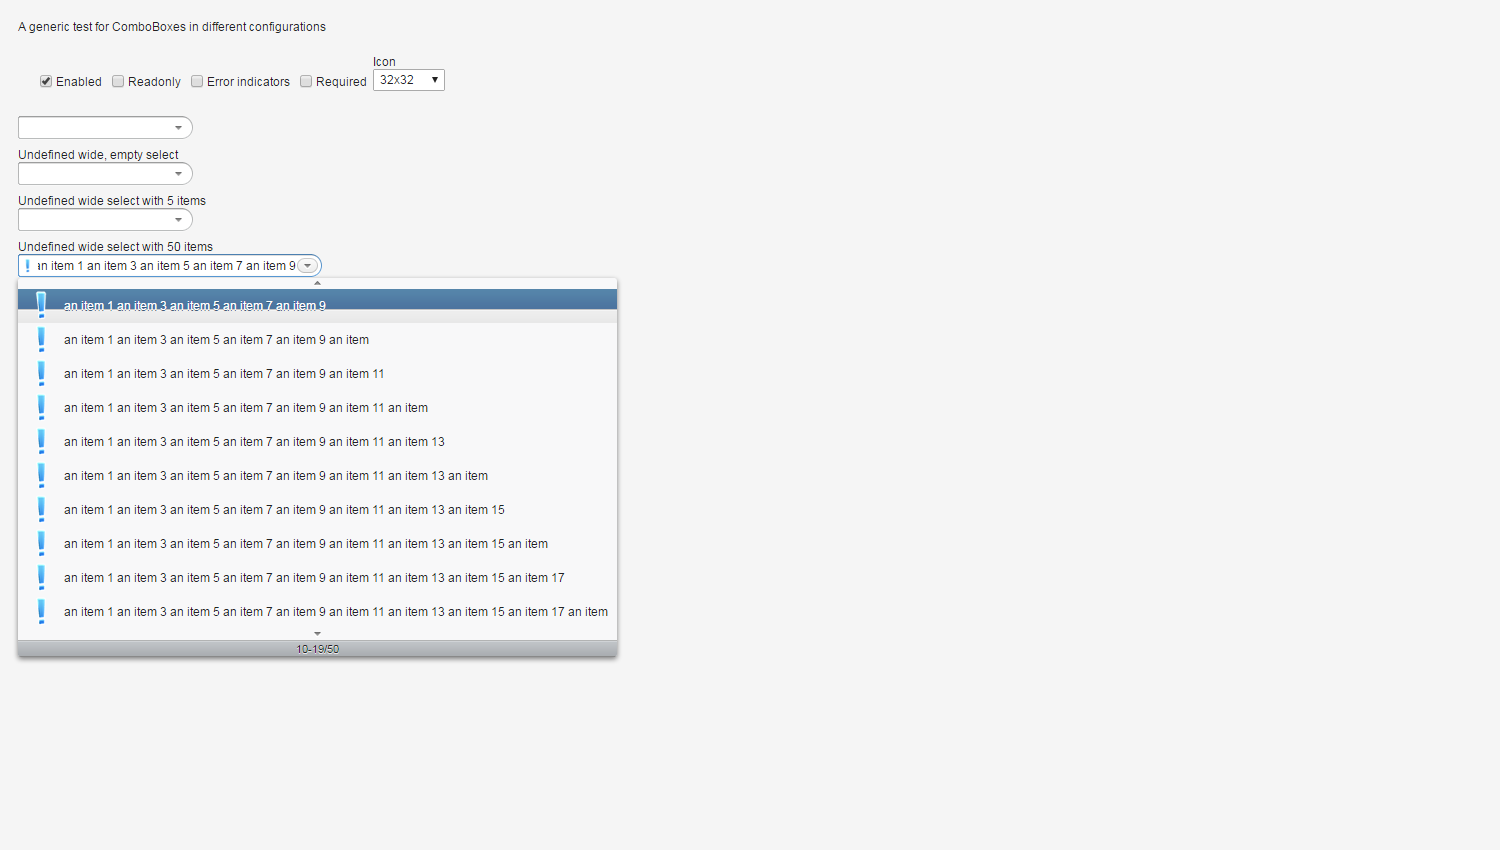 A generic test for ComboBoxes in different configurations
Icon
Enabled Readonly Error indicators Required 32x32
Undefined wide, empty select
Undefined wide select with 5 items
Undefined wide select with 50 items
an item 1 an item 3 an item 5 an item 7 an item 9
an item 1 an item 3 an item 5 an item 7 an item 9
an item 1 an item 3 an item 5 an item 7 an item 9 an item
an item 1 an item 3 an item 5 an item 7 an item 9 an item 11
an item 1 an item 3 an item 5 an item 7 an item 9 an item 11 an item
an item 1 an item 3 an item 5 an item 7 an item 9 an item 11 an item 13
an item 1 an item 3 an item 5 an item 7 an item 9 an item 11 an item 13 an item
an item 1 an item 3 an item 5 an item 7 an item 9 an item 11 an item 13 an item 15
an item 1 an item 3 an item 5 an item 7 an item 9 an item 11 an item 13 an item 15 an item
an item 1 an item 3 an item 5 an item 7 an item 9 an item 11 an item 13 an item 15 an item 17
an item 1 an item 3 an item 5 an item 7 an item 9 an item 11 an item 13 an item 15 an item 17 an item
10-19/50